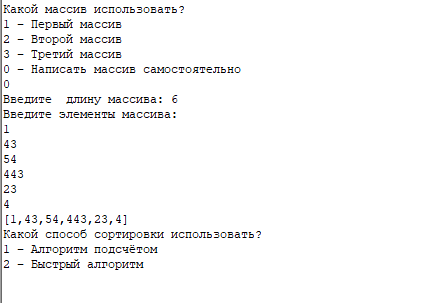 Какой массив использовать?
1 - Первый массив
2 - Второй массив
3 - Третий массив
0 - Написать массив самостоятельно
0
Введите  длину массива: 6
Введите элементы массива:
1
43
54
443
23
4
[1,43,54,443,23,4]
Какой способ сортировки использовать?
1 - Алгоритм подсчётом
2 - Быстрый алгоритм